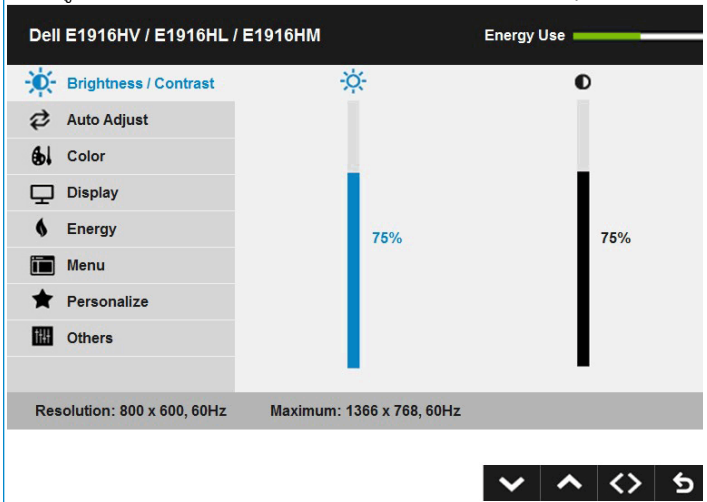 Dell E1916HV / E1916HL / E1916HM
Energy Use
Brightness / Contrast
Auto Adjust
Color
Display
Energy
Menu
Personalize
Others
75%
75%
Resolution: 800 x 600, 60Hz
Maximum: 1366 x 768, 60Hz